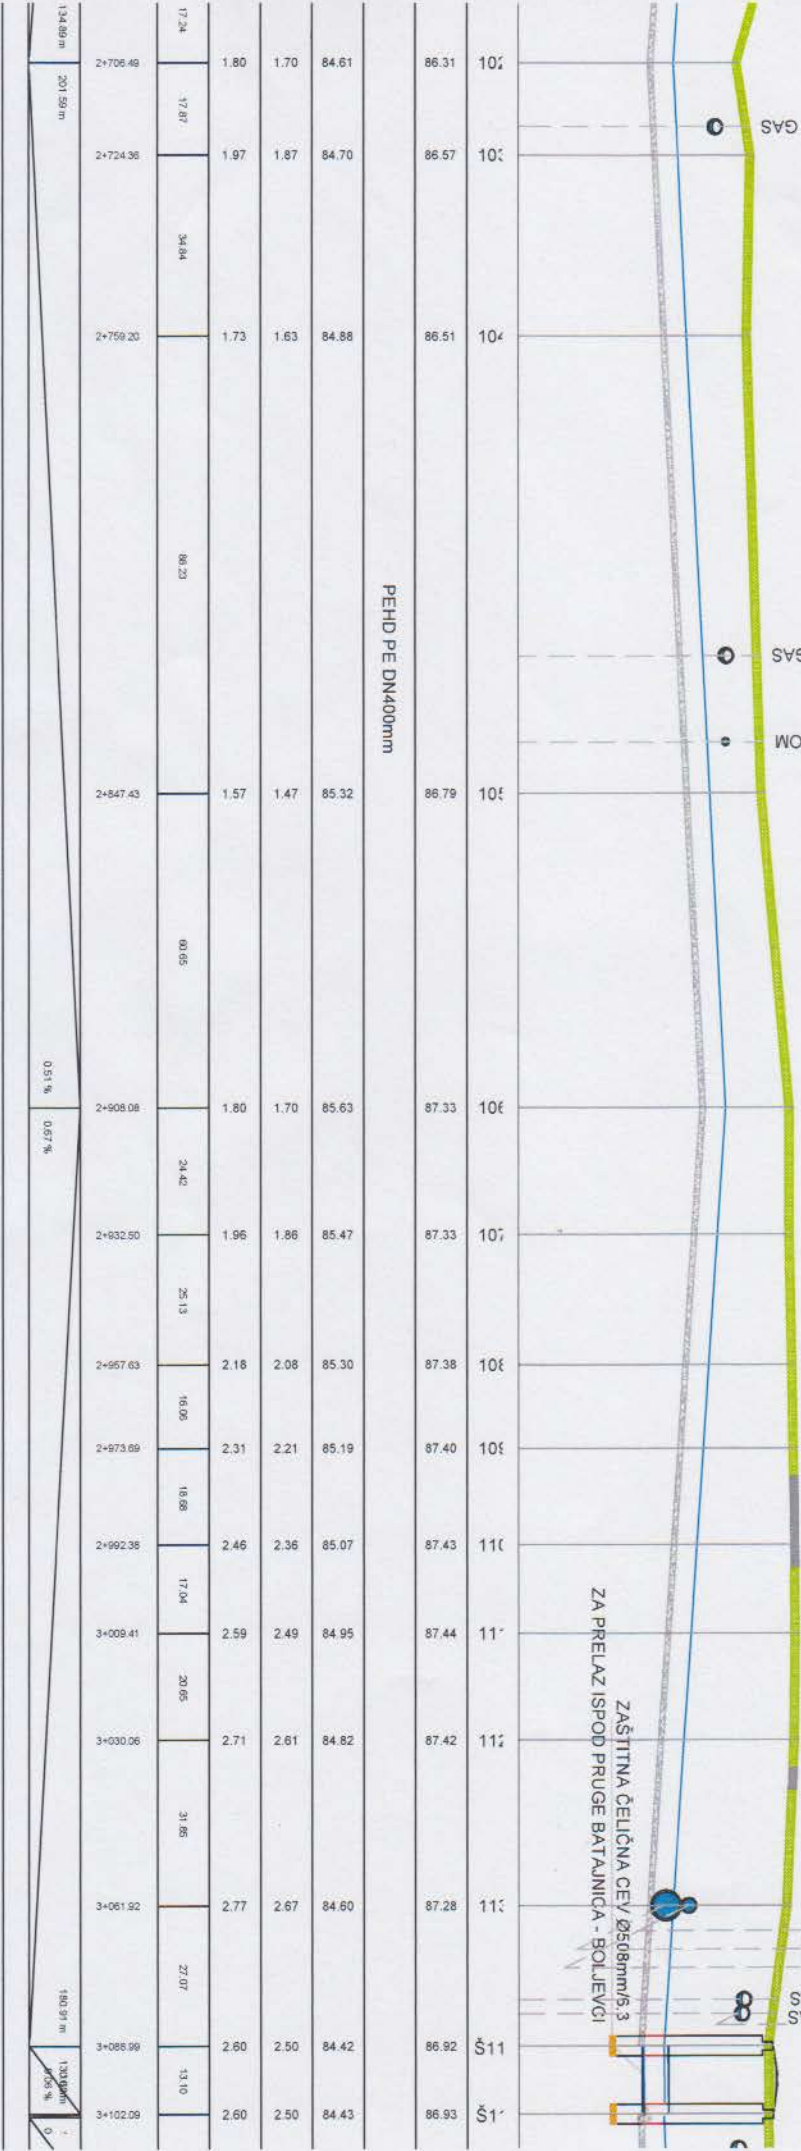 GAS
GAS
ZAŠTITNA ČELIČNA CEV Ø508mm/6,3
ZA PRELAZ ISPOD PRUGE BATAJNICA - BOLJEVCI
104
106
107
108
110
86.31 86.57 86.51 86.79 87.33 87.33 87.38 87.40 87.43 87.44 87.42 87.28 86.92 86.93
PEHD PE DN400mm
84.61 84.70 84.88 85.32 85.63 85.47 85.30 85.19 85.07 84.95 84.82 84.60 84.42 84.43
1.70 1.87 1.63 1.47 1.70 1.86 2.08 2.21 2.36 2.49 2.61 2.67 2.50 2.50
1.80 1.97 1.73 1.57 1.80 1.96 2.18 2.31 2.46 2.59 2.71 2.77 2.60 2.60
17.24 17.87 34.84 60.65 24.42 25.13 16.06 18.68 17.04 20.65 31.85 27.07 13.10
2+706.49 2+724.36 2+759.20 2+847.43 2+908.08 2+932.50 2+957.63 2+973.69 2+992.38 3+009.41 3+030.06 3+061.92 3+088.99 3+102.09
134.89 m 201.59 m 0.51 % 0.67 % 180.91 m